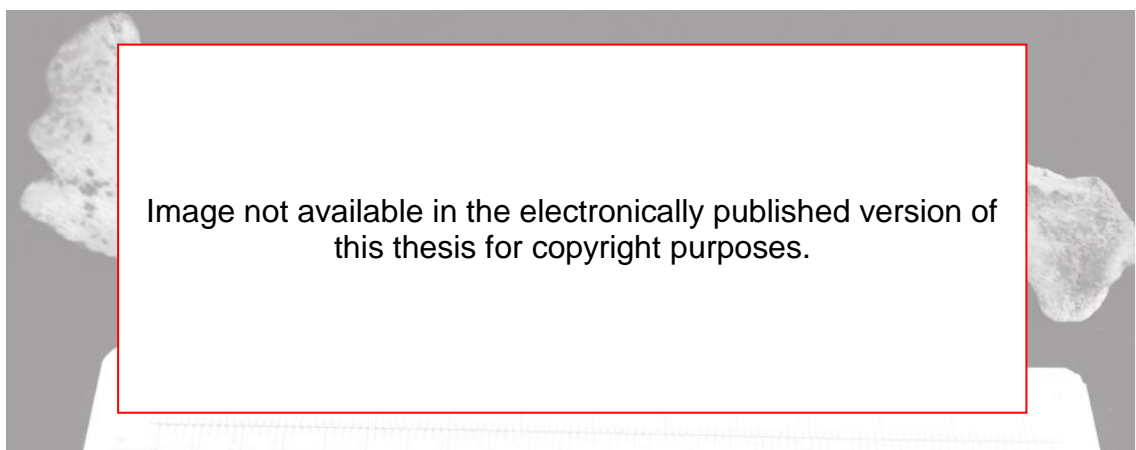 Image not available in the electronically published version of
this thesis for copyright purposes.